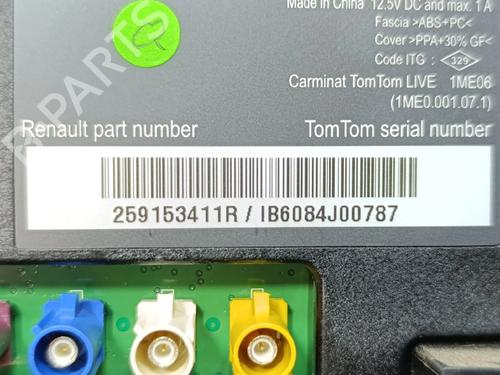 Made in China 12.5V DC and max. 1 A
Fascia >ABS+PC<
Cover >PPA+30% GF<
Code ITG : 329
Carminat TomTom LIVE 1ME06
(1ME0.001.07.1)
Renault part number TomTom serial number
259153411R / IB6084J00787
B-PARTS